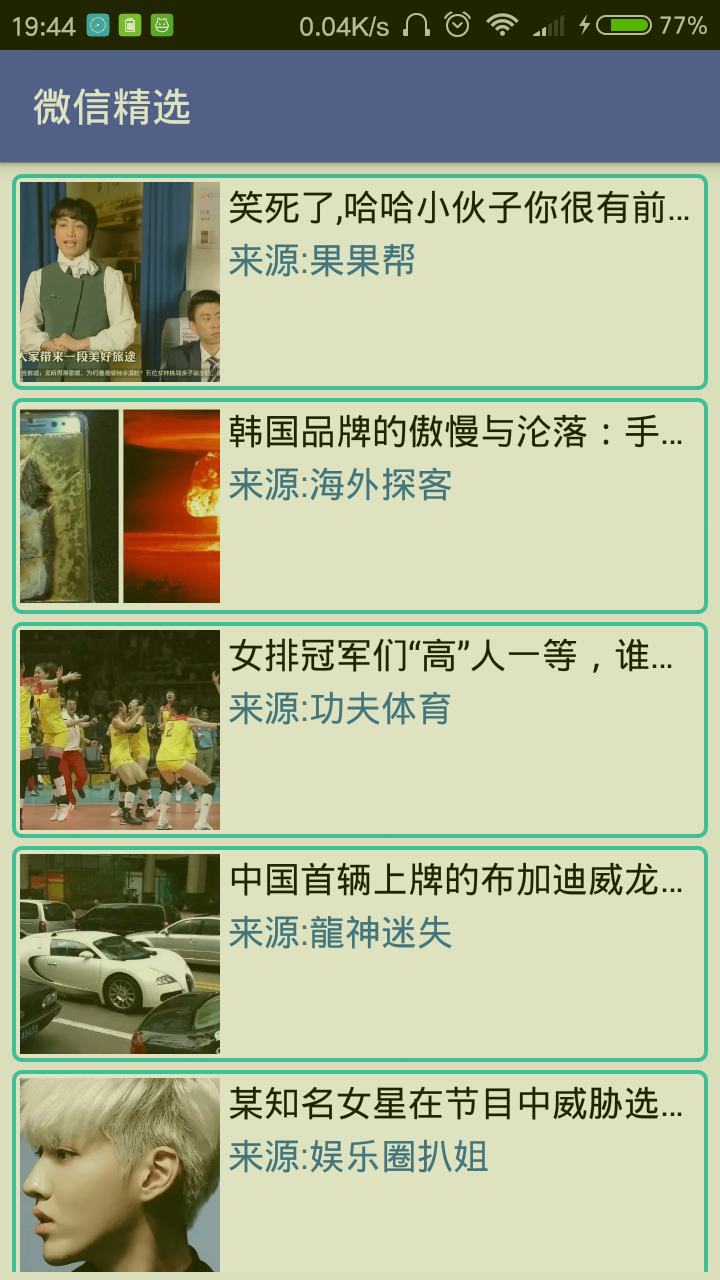 19:44
0.04K/s
77%
微信精选
笑死了,哈哈小伙子你很有前...
来源:果果帮
大家带来一段美好旅途
韩国品牌的傲慢与沦落：手...
来源:海外探客
女排冠军们“高”人一等，谁...
来源:功夫体育
中国首辆上牌的布加迪威龙...
来源:龍神迷失
某知名女星在节目中威胁选...
来源:娱乐圈扒姐